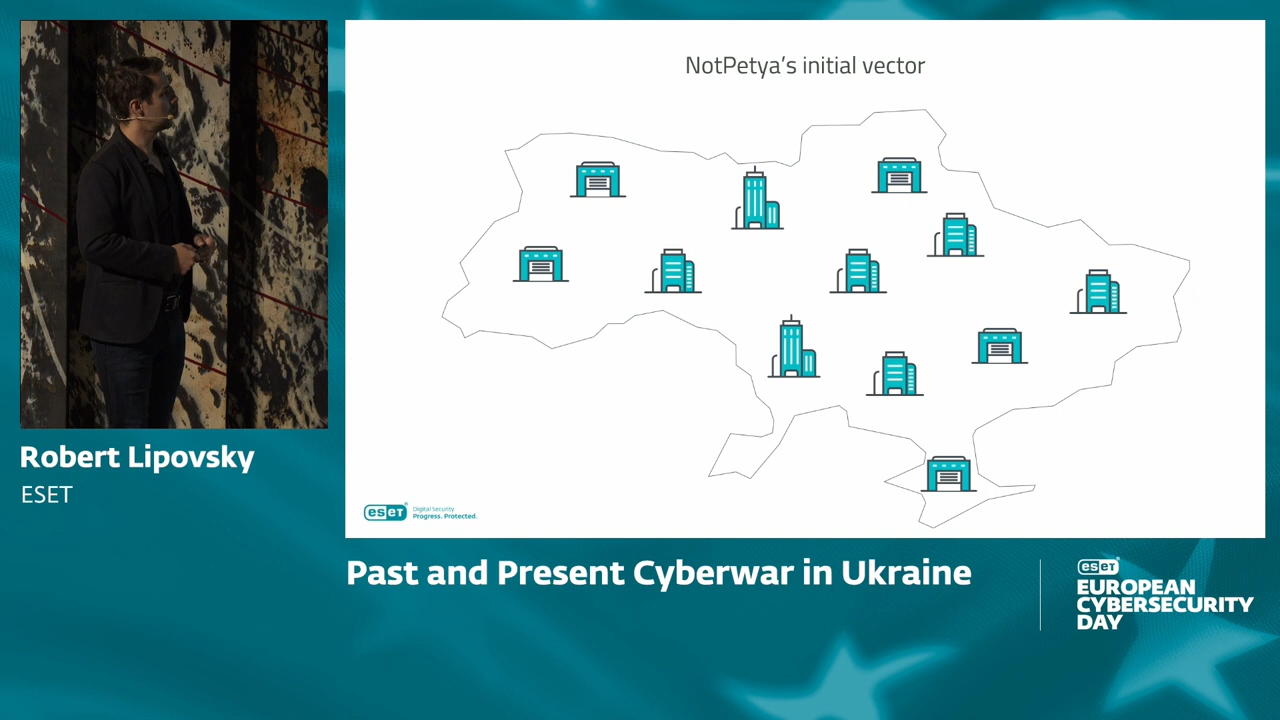 NotPetya's initial vector
eset
Digital Security
Progress. Protected.
Robert Lipovsky
ESET
Past and Present Cyberwar in Ukraine
eset
EUROPEAN
CYBERSECURITY
DAY